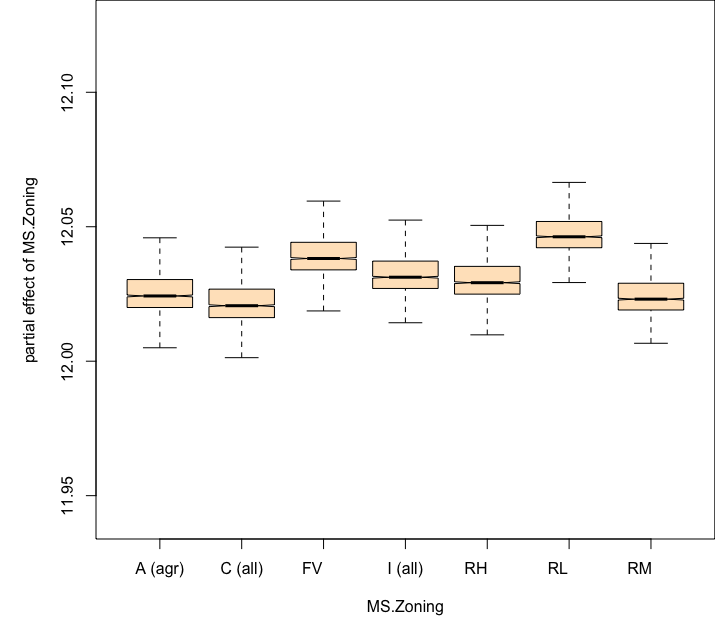 12.10
12.05
12.00
11.95
partial effect of MS.Zoning
A (agr) C (all) FV I (all) RH RL RM
MS.Zoning